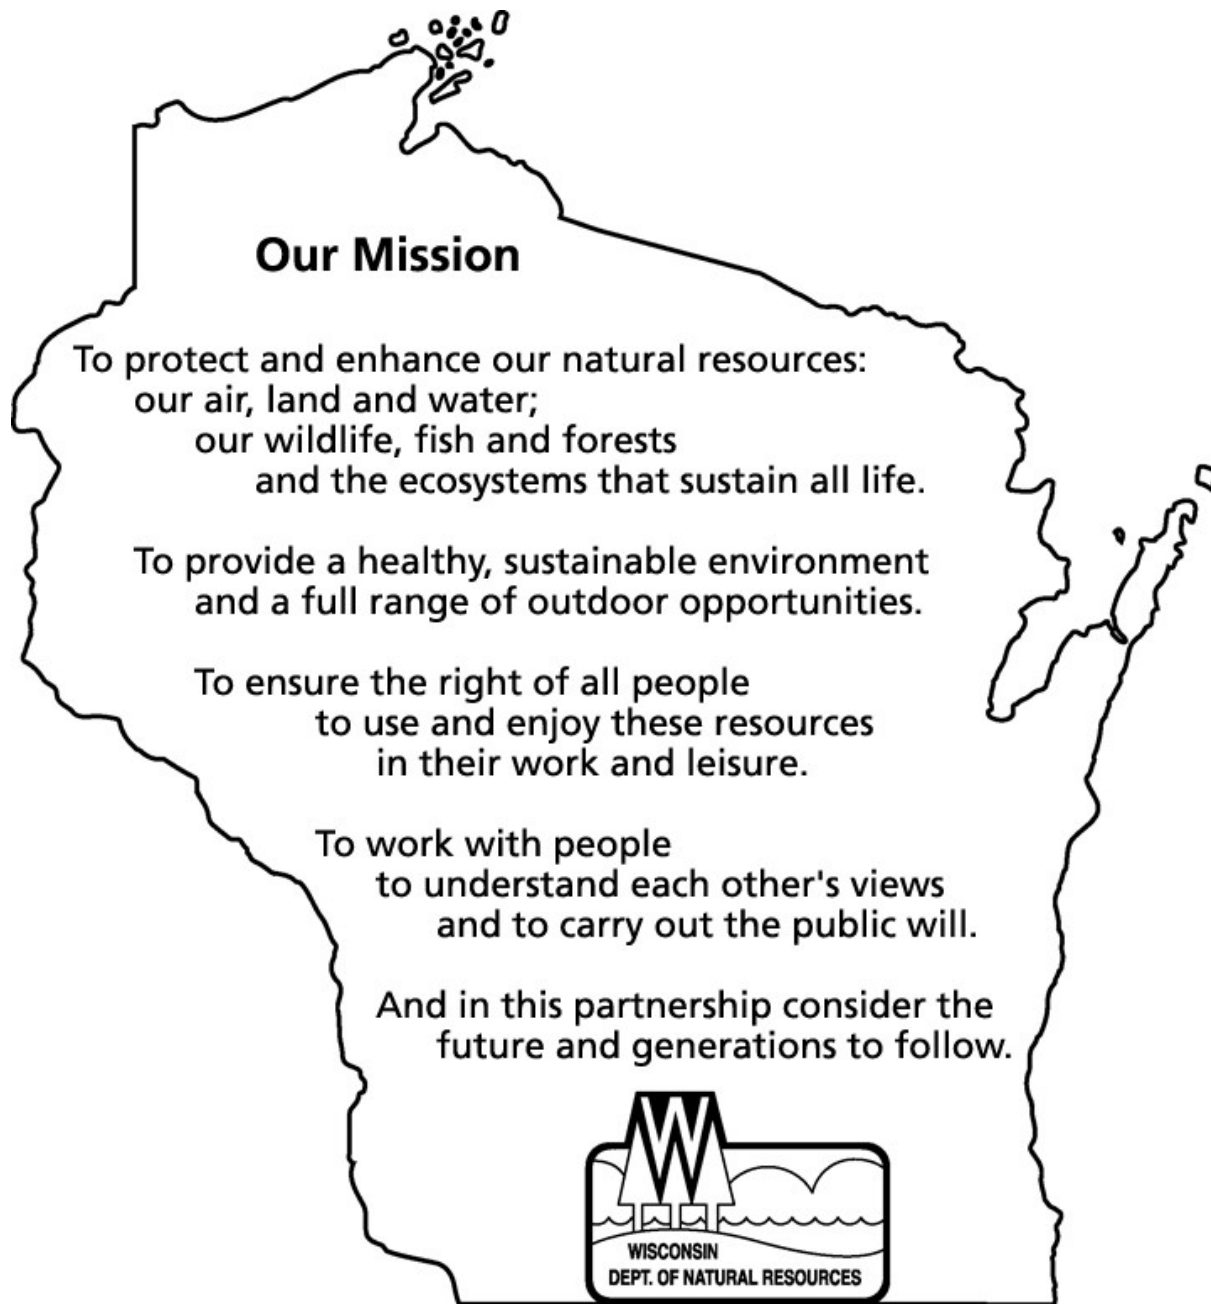 Our Mission
To protect and enhance our natural resources:
our air, land and water;
our wildlife, fish and forests
and the ecosystems that sustain all life.
To provide a healthy, sustainable environment
and a full range of outdoor opportunities.
To ensure the right of all people
to use and enjoy these resources
in their work and leisure.
To work with people
to understand each other's views
and to carry out the public will.
And in this partnership consider the
future and generations to follow.
W
WISCONSIN
DEPT. OF NATURAL RESOURCES